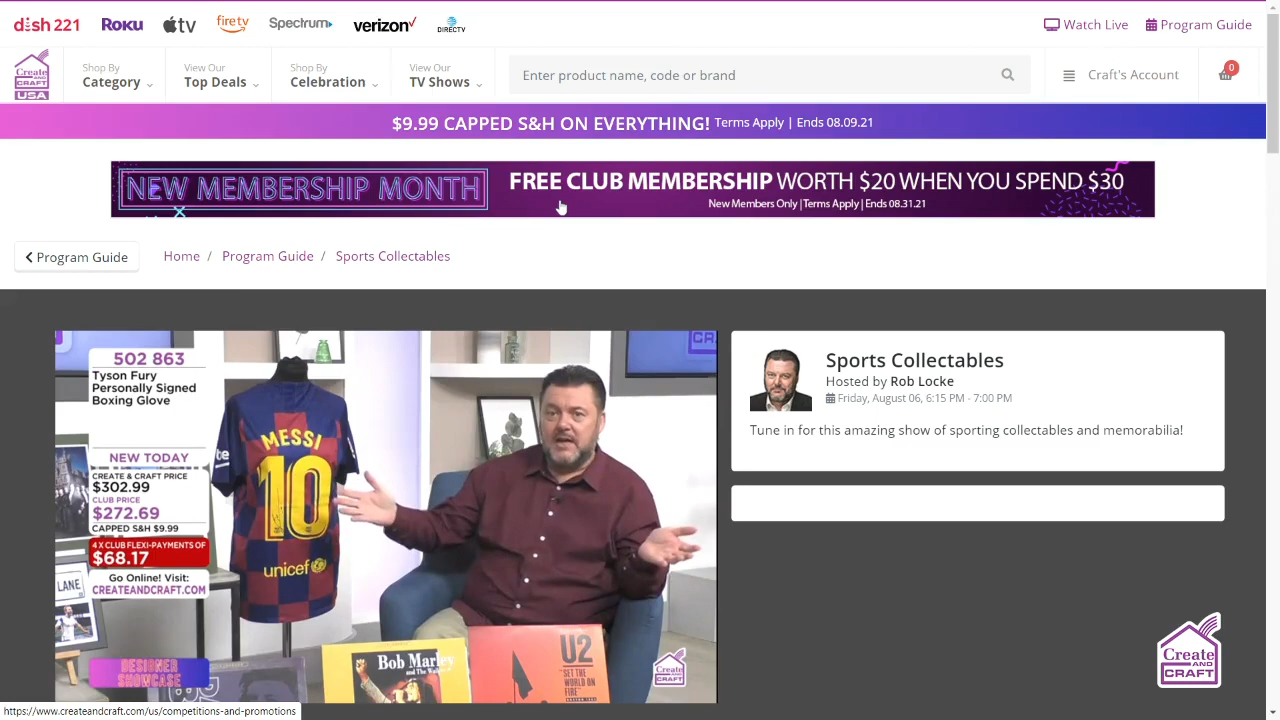 dish 221
Roku
tv
firetv
Spectrum
verizon
DIRECTV
Watch Live
Program Guide
Create AND CRAFT USA
Shop By
Category
View Our
Top Deals
Shop By
Celebration
View Our
TV Shows
Enter product name, code or brand
Craft's Account
0
$9.99 CAPPED S&H ON EVERYTHING! Terms Apply | Ends 08.09.21
NEW MEMBERSHIP MONTH
FREE CLUB MEMBERSHIP WORTH $20 WHEN YOU SPEND $30
New Members Only | Terms Apply | Ends 08.31.21
Program Guide
Home / Program Guide / Sports Collectables
502 863
Tyson Fury
Personally Signed
Boxing Glove
NEW TODAY
CREATE & CRAFT PRICE
$302.99
CLUB PRICE
$272.69
CAPPED S&H $9.99
4 X CLUB FLEXI-PAYMENTS OF
$68.17
Go Online! Visit:
CREATEANDCRAFT.COM
LANE
DESIGNER
SHOWCASE
MESSI
10
unicef
Bob Marley
and The Wailers
U2
"SET THE
WORLD ON
FIRE"
Create
AND
CRAFT
Sports Collectables
Hosted by Rob Locke
Friday, August 06, 6:15 PM - 7:00 PM
Tune in for this amazing show of sporting collectables and memorabilia!
Create
AND
CRAFT
https://www.createandcraft.com/us/competitions-and-promotions